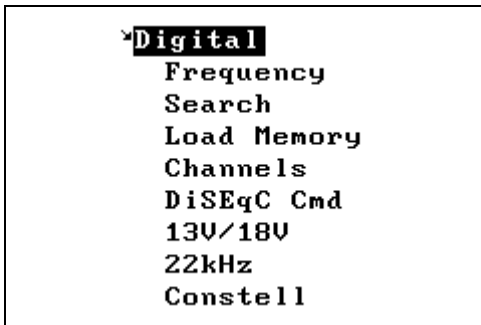 Digital
Frequency
Search
Load Memory
Channels
DiSEqC Cmd
13V/18V
22kHz
Constell